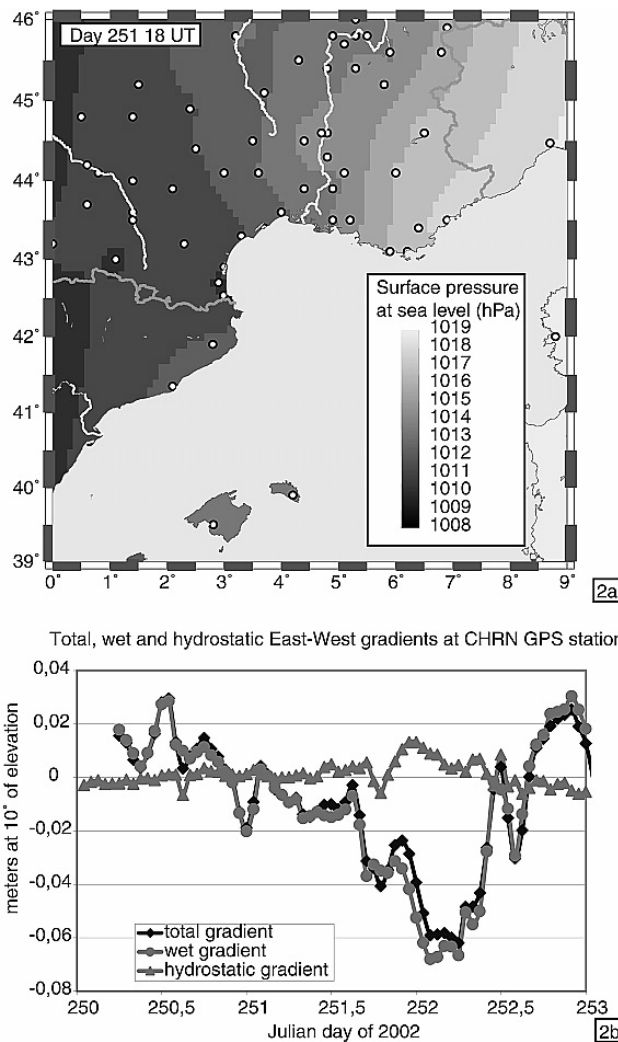 46˚
Day 251 18 UT
45˚
44˚
43˚
42˚
41˚
40˚
39˚
Surface pressure
at sea level (hPa)
1019
1018
1017
1016
1015
1014
1013
1012
1011
1010
1009
1008
0˚ 1˚ 2˚ 3˚ 4˚ 5˚ 6˚ 7˚ 8˚ 9˚
2a
Total, wet and hydrostatic East-West gradients at CHRN GPS station
meters at 10˚ of elevation
0,04
0,02
0
-0,02
-0,04
-0,06
-0,08
total gradient
wet gradient
hydrostatic gradient
250 250,5 251 251,5 252 252,5 253
Julian day of 2002
2b